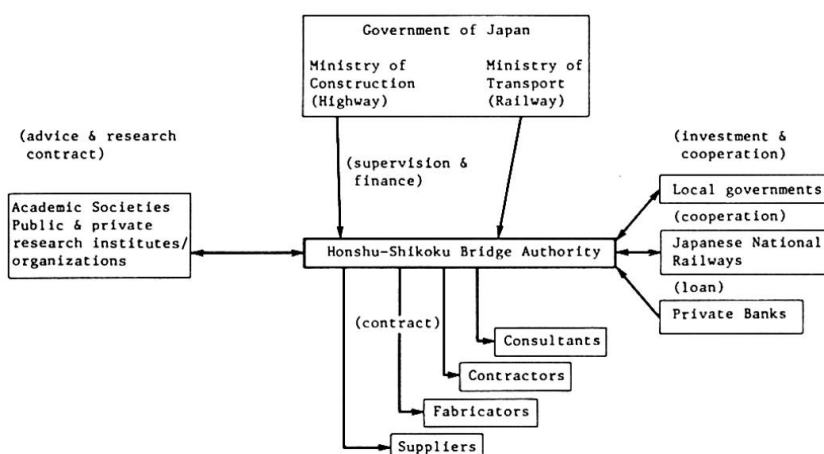 Government of Japan
Ministry of
Construction
(Highway)
Ministry of
Transport
(Railway)
(advice & research
contract)
(supervision &
finance)
(investment &
cooperation)
Academic Societies
Public & private
research institutes/
organizations
Honshu-Shikoku Bridge Authority
Local governments
(cooperation)
Japanese National
Railways
(loan)
Private Banks
(contract)
Consultants
Contractors
Fabricators
Suppliers